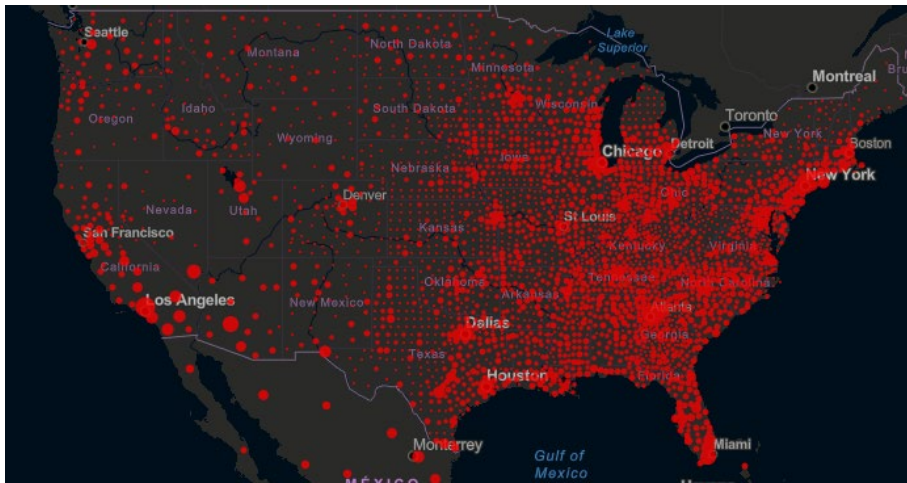 Seattle
Montana
North Dakota
Lake
Superior
Minnesota
Montreal
Oregon
Idaho
South Dakota
Wisconsin
Toronto
New York
Wyoming
Chicago
Detroit
Boston
Nebraska
Iowa
New York
Nevada
Utah
Denver
Ohio
San Francisco
Kansas
St Louis
California
Kentucky
Virginia
Los Angeles
New Mexico
Oklahoma
Arkansas
Tennessee
North Carolina
Dallas
Atlanta
Texas
Georgia
Houston
Florida
Monterrey
Gulf of
Mexico
Miami
MÉXICO